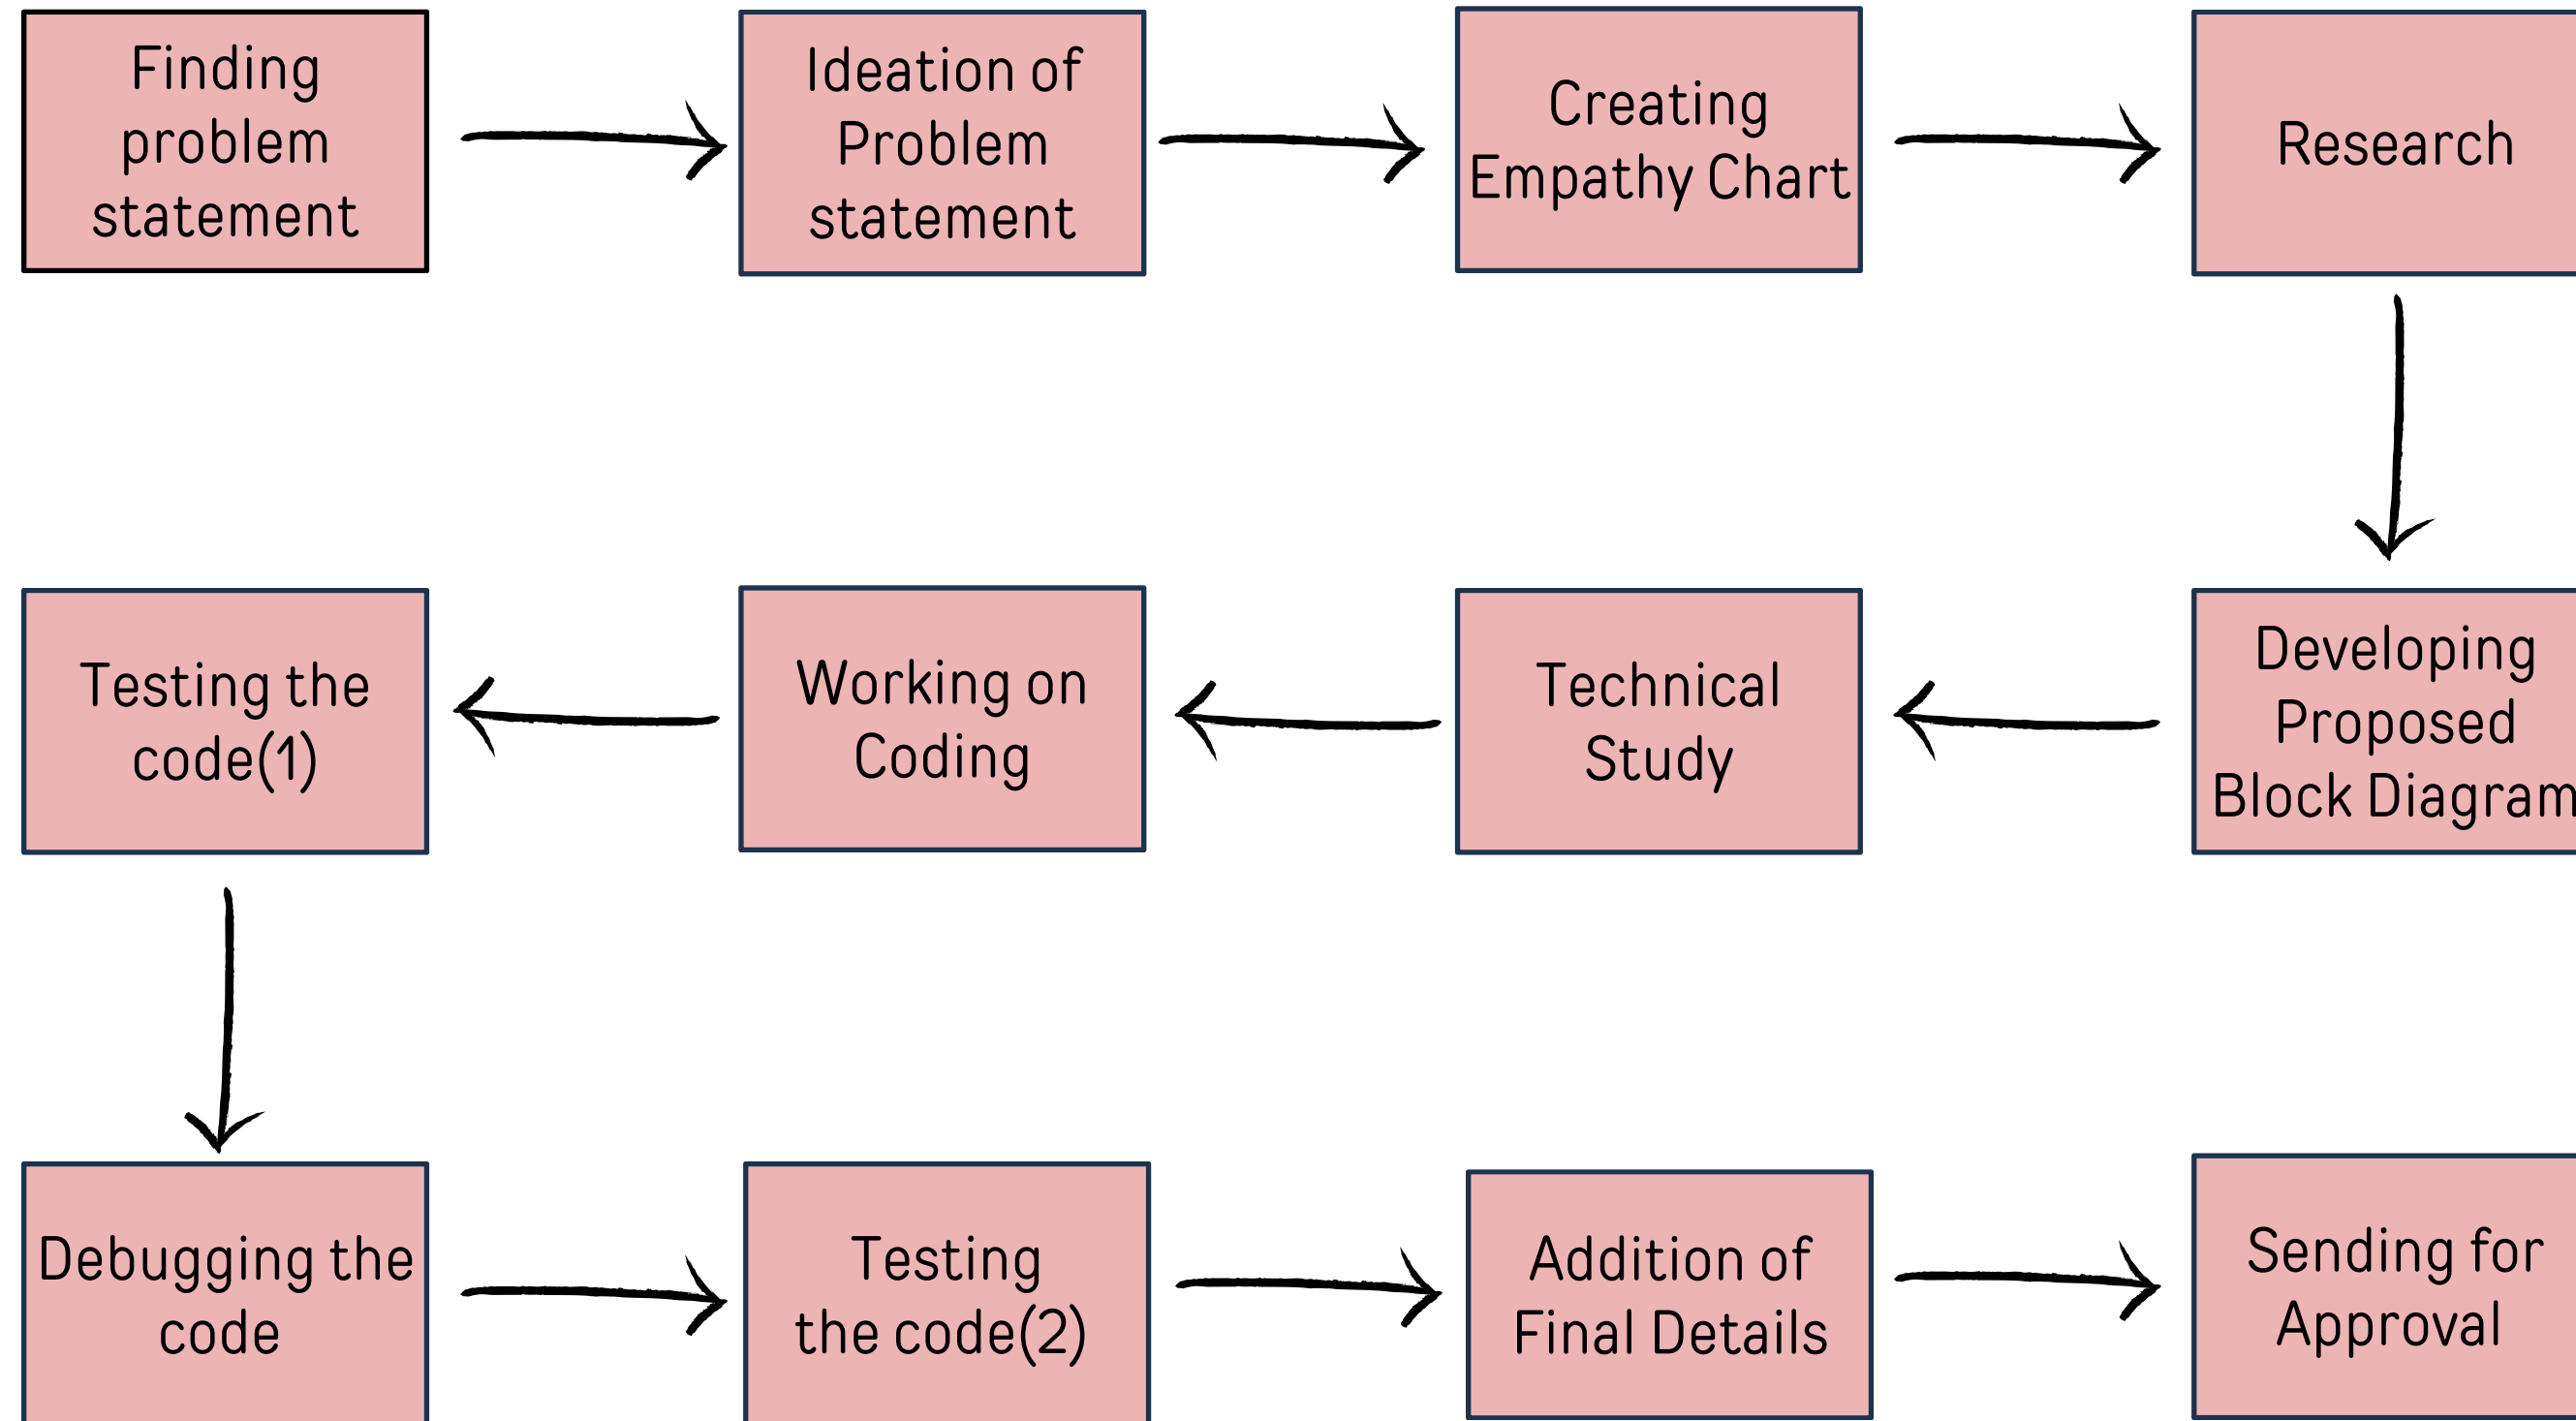 Finding
problem
statement
Ideation of
Problem
statement
Creating
Empathy Chart
Research
Developing
Proposed
Block Diagram
Technical
Study
Working on
Coding
Testing the
code(1)
Debugging the
code
Testing
the code(2)
Addition of
Final Details
Sending for
Approval